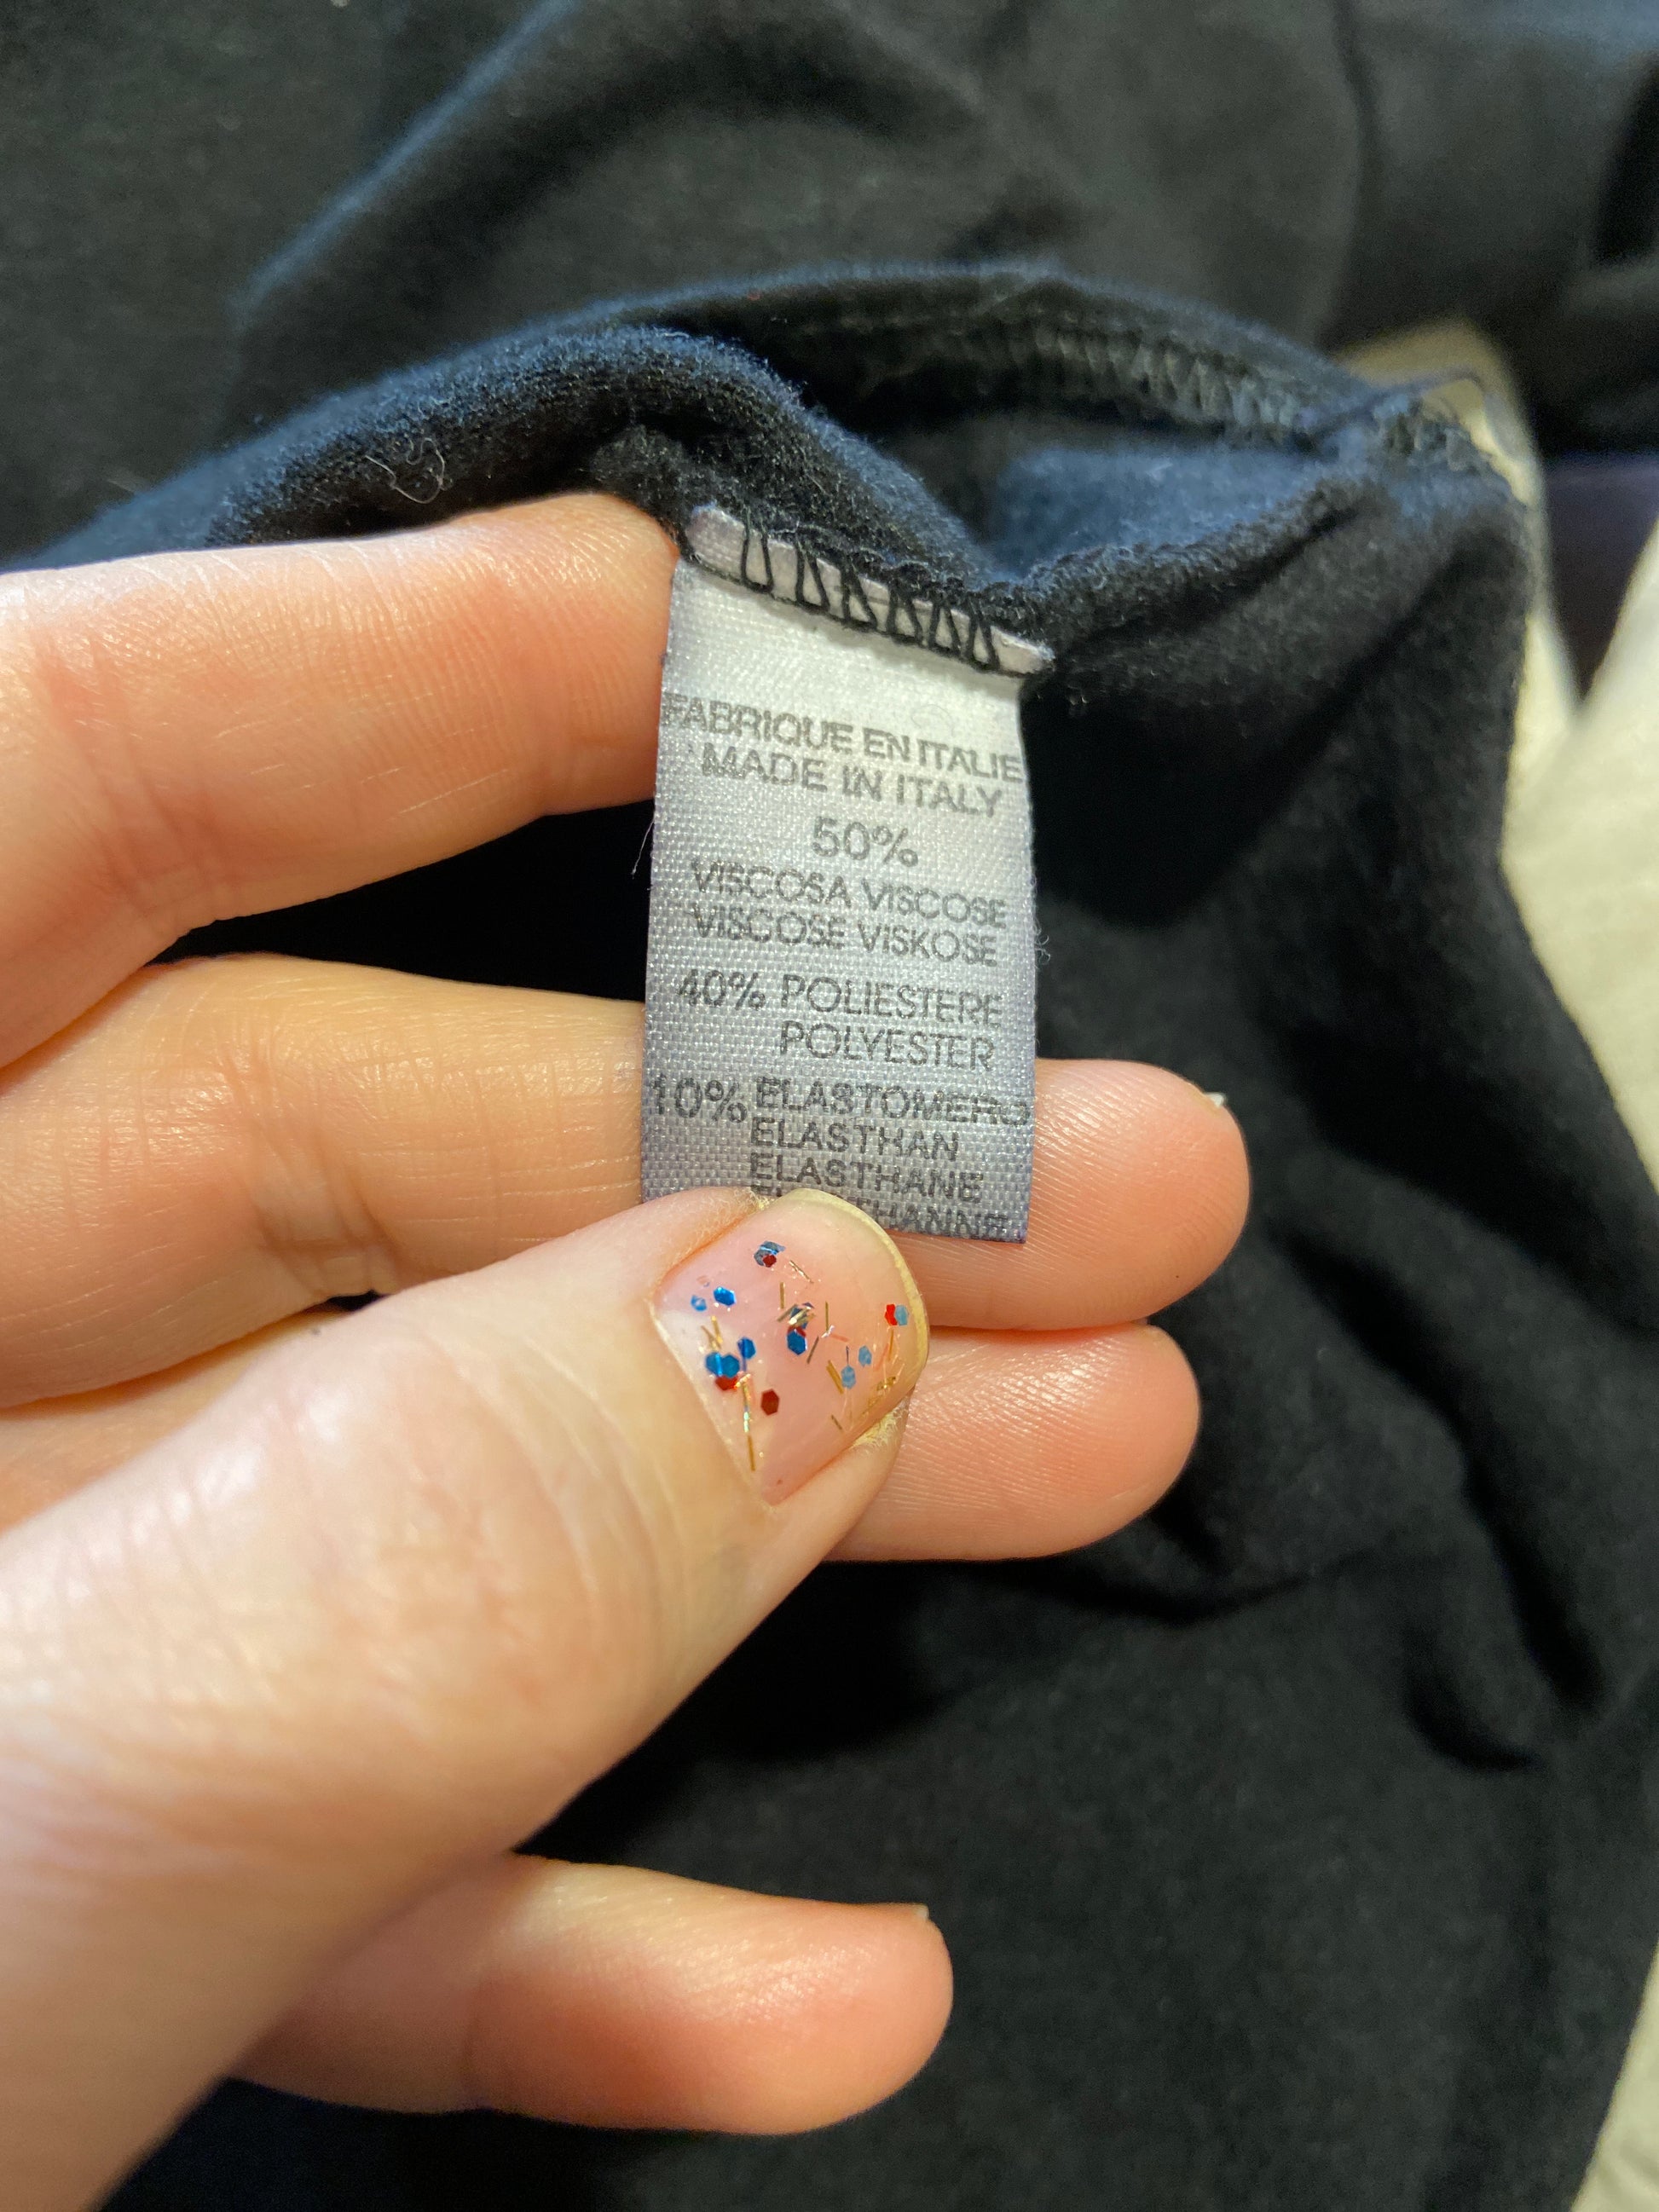 FABRIQUE EN ITALIE
MADE IN ITALY
50%
VISCOSA VISCOSE
VISCOSE VISKOSE
40% POLIESTERE
POLYESTER
10% ELASTOMERO
ELASTHAN
ELASTHANE